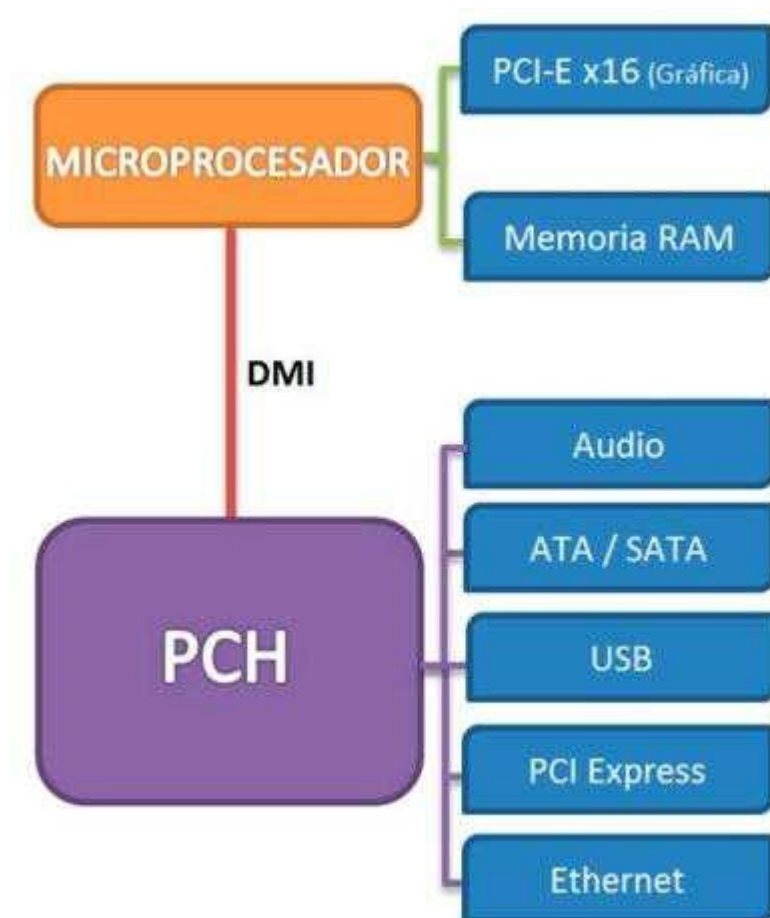 PCI-E x16 (Gráfica)
MICROPROCESADOR
Memoria RAM
DMI
Audio
ATA / SATA
PCH
USB
PCI Express
Ethernet